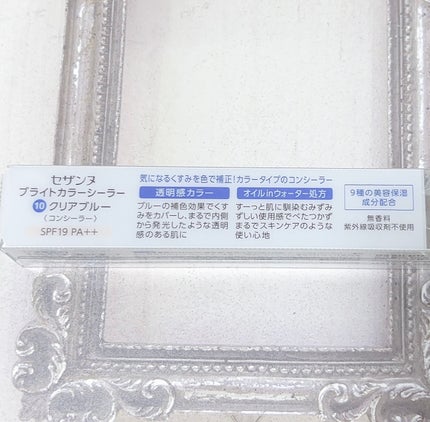 セザンヌ
ブライトカラーシーラー
10 クリアブルー
(コンシーラー)
SPF19 PA++
気になるくすみを色で補正!カラータイプのコンシーラー
透明感カラー
ブルーの補色効果でくす
みをカバーし、まるで内側
から発光したような透明
感のある肌に
オイルinウォーター処方
すーっと肌に馴染むみずみ
ずしい使用感でべたつかず
まるでスキンケアのような
使い心地
9種の美容保湿
成分配合
無香料
紫外線吸収剤不使用